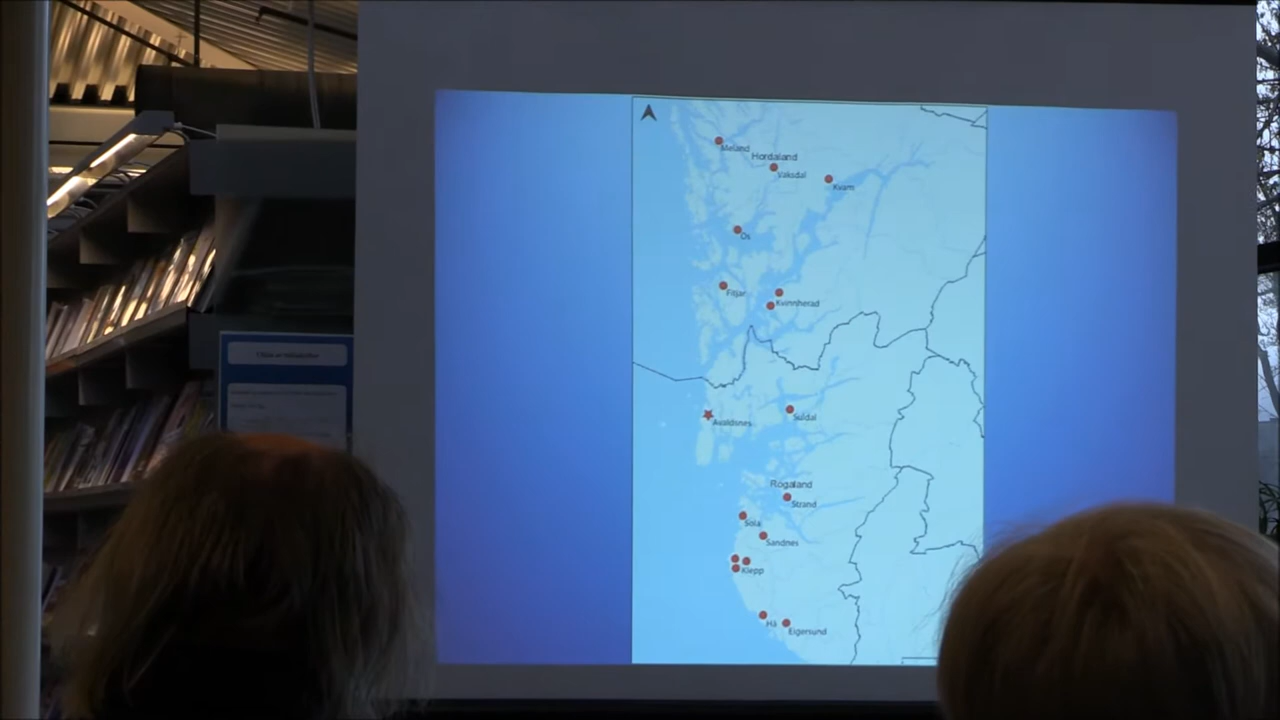 Meland
Hordaland
Vaksdal
Kvam
Os
Fitjar
Kvinnherad
Avaldsnes
Suldal
Rogaland
Strand
Sola
Sandnes
Klepp
Hå
Eigersund